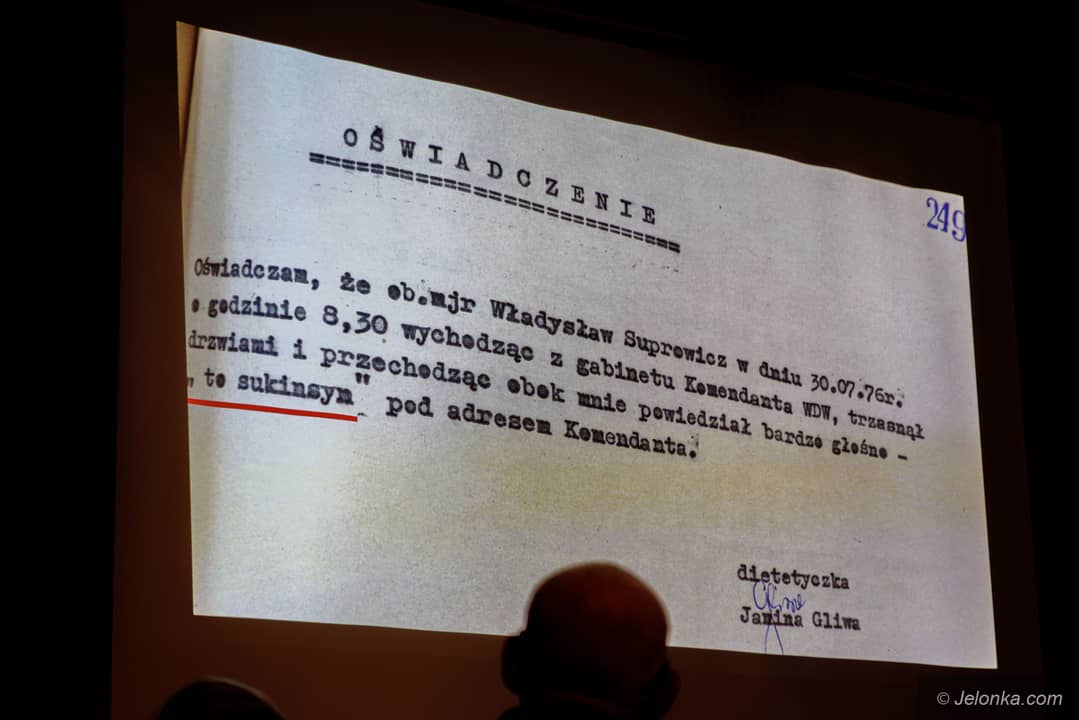 OŚWIADCZENIE
249
Oświadczam, że ob.mjr Władysław Suprowicz w dniu 30.07.76r.
o godzinie 8,30 wychodząc z gabinetu Komendanta WDW, trzasnął
drzwiami i przechodząc obok mnie powiedział bardzo głośno -
„ to sukinsyn" pod adresem Komendanta.
dietetyczka
Janina Gliwa
© Jelonka.com